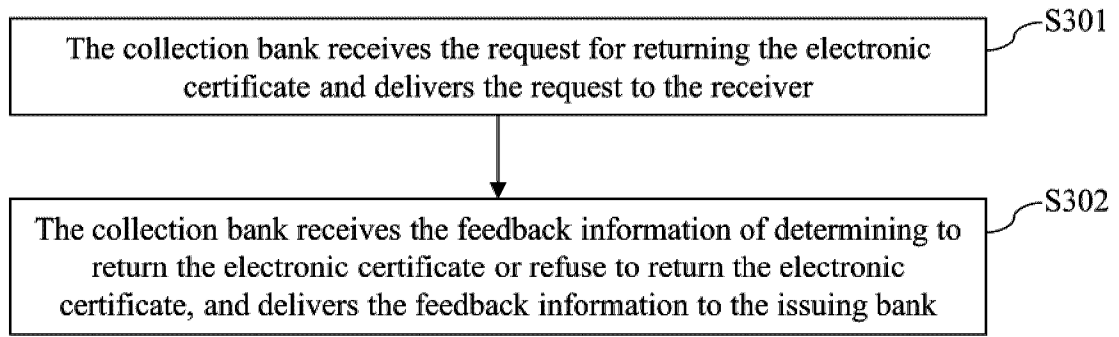 S301
The collection bank receives the request for returning the electronic
certificate and delivers the request to the receiver
S302
The collection bank receives the feedback information of determining to
return the electronic certificate or refuse to return the electronic
certificate, and delivers the feedback information to the issuing bank